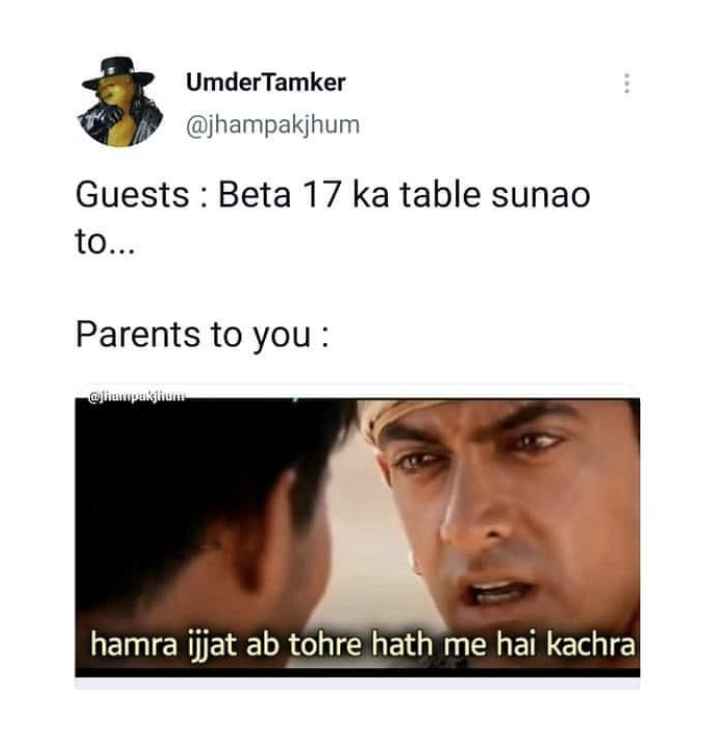 UmderTamker
@jhampakjhum
Guests : Beta 17 ka table sunao
to...
Parents to you :
@jhampakjhum
hamra ijjat ab tohre hath me hai kachra